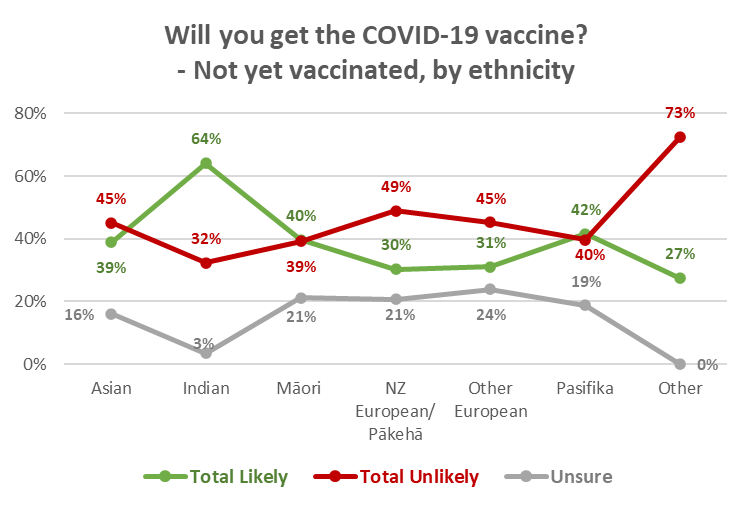 Will you get the COVID-19 vaccine?
- Not yet vaccinated, by ethnicity
80%
60%
40%
20%
0%
45%
39%
16%
64%
32%
3%
40%
39%
21%
49%
30%
21%
45%
31%
24%
42%
40%
19%
73%
27%
0%
Asian
Indian
Māori
NZ
European/
Pākehā
Other
European
Pasifika
Other
Total Likely
Total Unlikely
Unsure